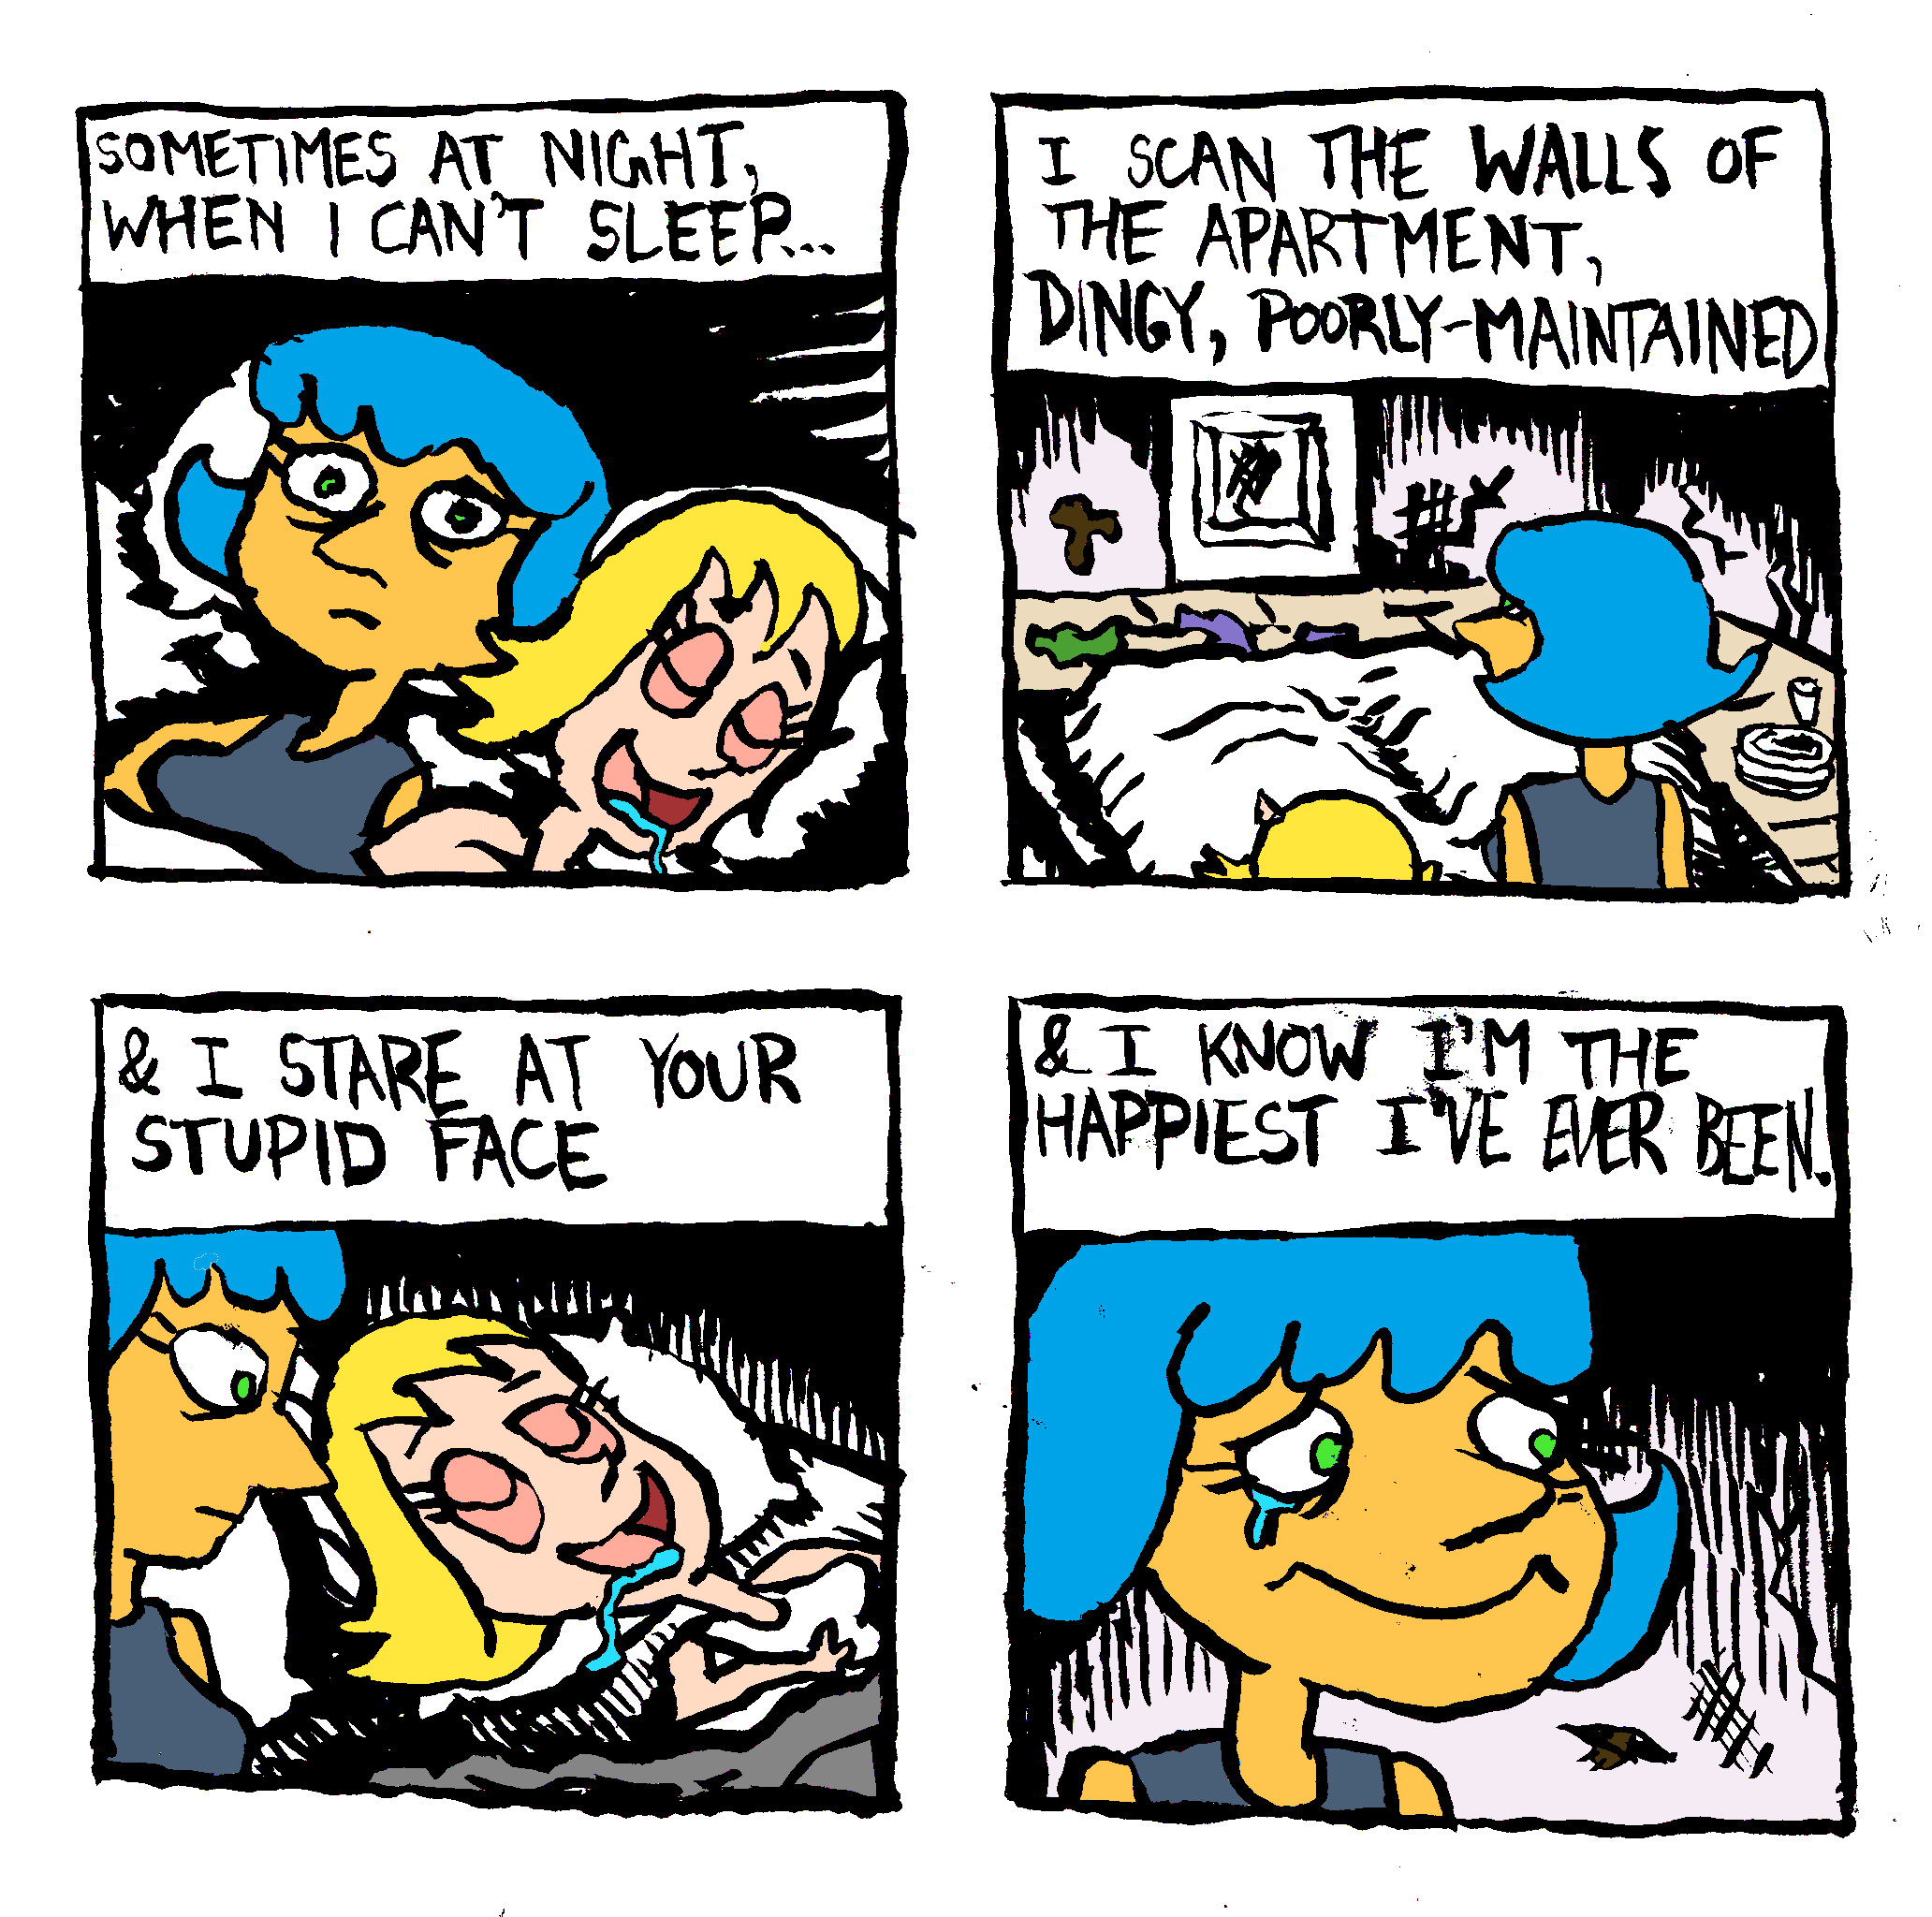 SOMETIMES AT NIGHT,
WHEN I CAN'T SLEEP...
I SCAN THE WALLS OF
THE APARTMENT,
DINGY, POORLY-MAINTAINED
& I STARE AT YOUR
STUPID FACE
& I KNOW I'M THE
HAPPIEST I'VE EVER BEEN.